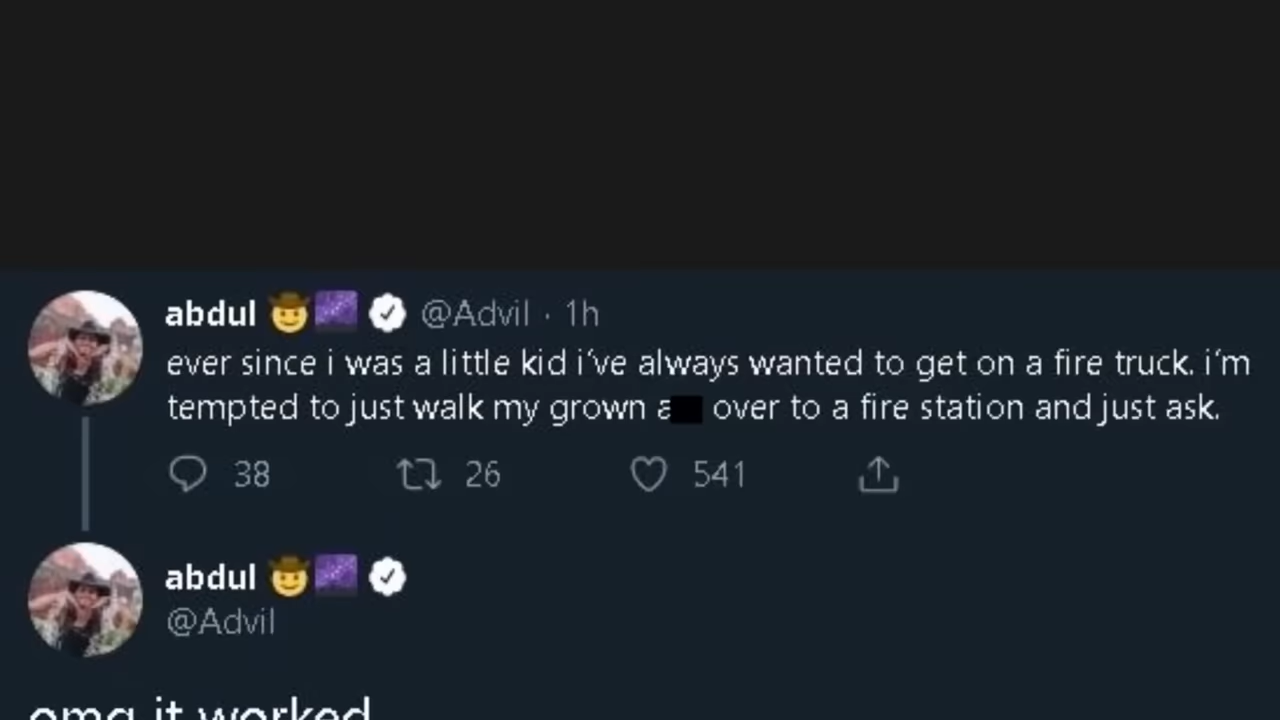 abdul 🤠🌌 @Advil · 1h
ever since i was a little kid i've always wanted to get on a fire truck. i'm
tempted to just walk my grown a over to a fire station and just ask.
38 26 541
abdul 🤠🌌
@Advil
omg it worked